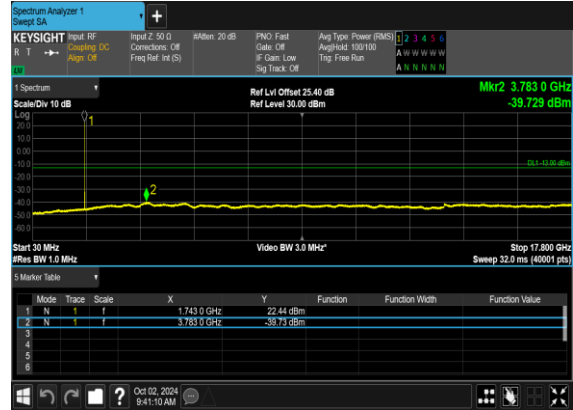 Spectrum Analyzer 1
Swept SA
+
KEYSIGHT Input: RF Input Z: 50 Ω #Atten: 20 dB PNO: Fast Avg Type: Power (RMS) 1 2 3 4 5 6
R T Coupling: DC Corrections: Off Gate: Off Avg|Hold: 100/100 A W W W W W
Align: Off Freq Ref: Int (S) IF Gain: Low Trig: Free Run
Sig Track: Off A N N N N N
LM
1 Spectrum Mkr2 3.783 0 GHz
Ref Lvl Offset 25.40 dB
Scale/Div 10 dB Ref Level 30.00 dBm -39.729 dBm
Log
20.0
10.0
0.00
-10.0
-20.0
-30.0
-40.0
-50.0
-60.0
1
DL1 -13.00 dBm
2
Start 30 MHz Video BW 3.0 MHz* Stop 17.800 GHz
#Res BW 1.0 MHz Sweep 32.0 ms (40001 pts)
5 Marker Table
Mode Trace Scale X Y Function Function Width Function Value
1 N 1 f 1.743 0 GHz 22.44 dBm
2 N 1 f 3.783 0 GHz -39.73 dBm
3
4
5
6
? Oct 02, 2024
9:41:10 AM